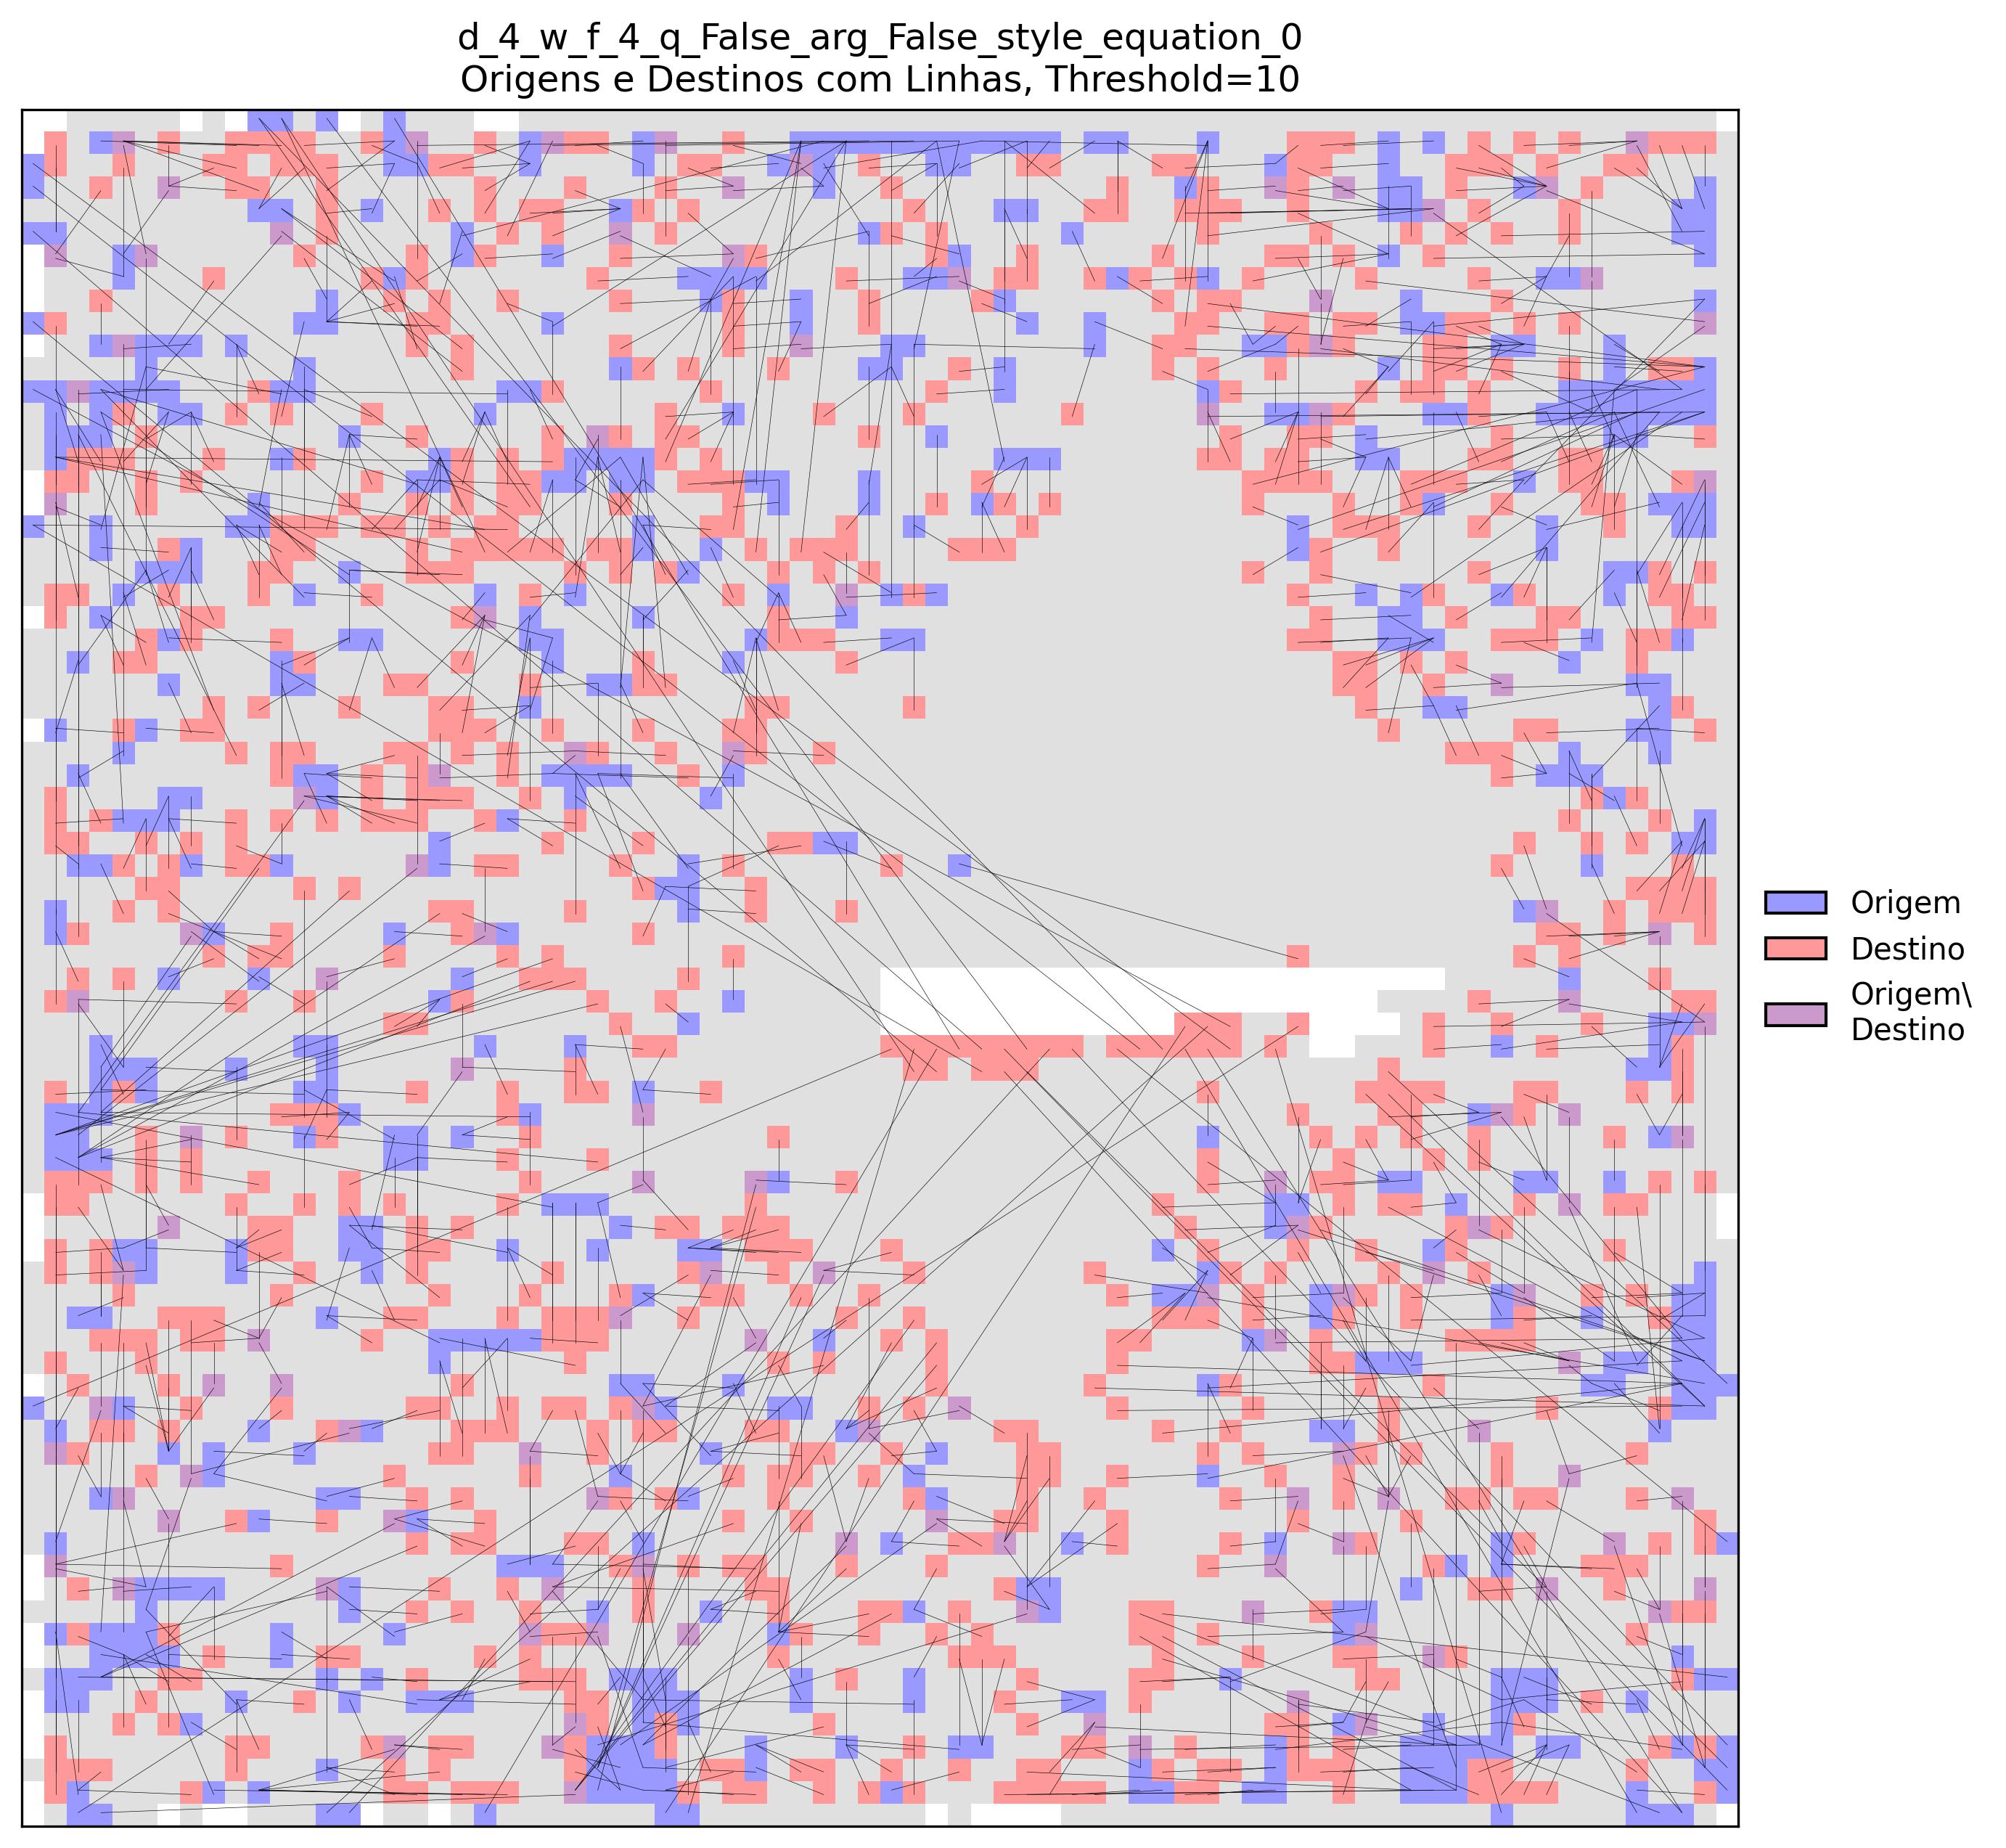 d_4_w_f_4_q_False_arg_False_style_equation_0
Origens e Destinos com Linhas, Threshold=10
Origem
Destino
Origem\
Destino